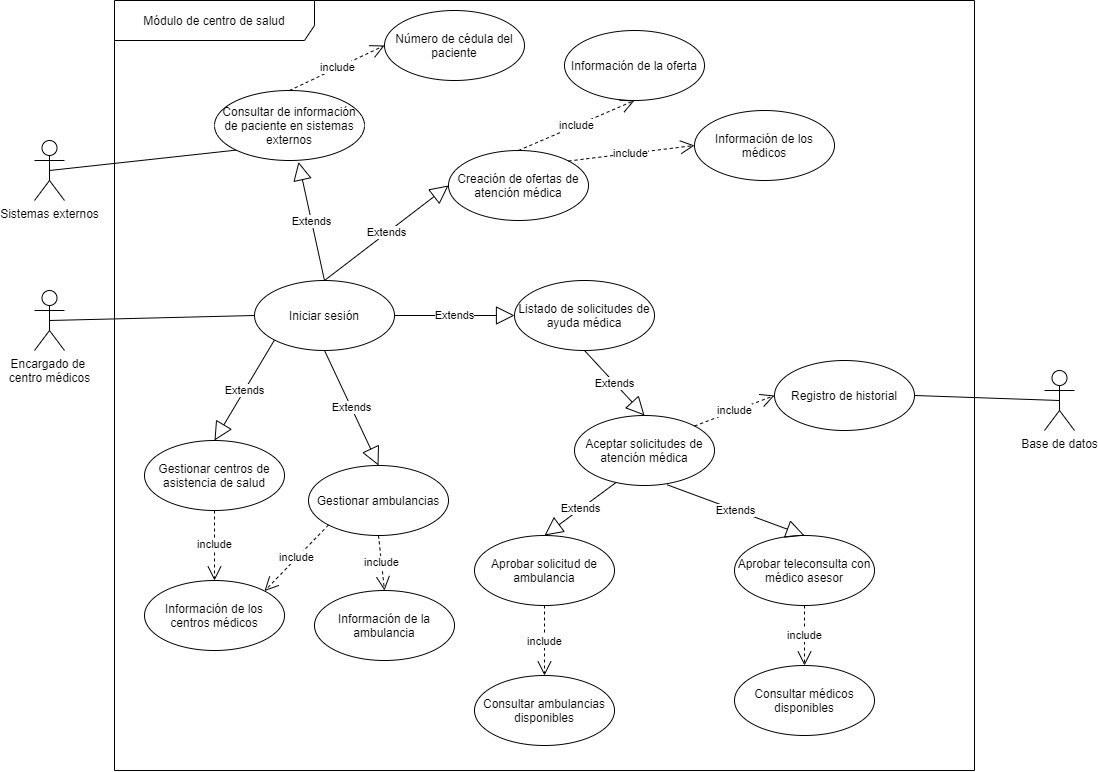 Módulo de centro de salud
Número de cédula del
paciente
include
Información de la oferta
Consultar de información
de paciente en sistemas
externos
include
Información de los
médicos
include
Creación de ofertas de
atención médica
Sistemas externos
Extends
Extends
Iniciar sesión
Extends
Listado de solicitudes de
ayuda médica
Encargado de
centro médicos
Extends
Extends
Extends
include
Registro de historial
Base de datos
Aceptar solicitudes de
atención médica
Gestionar centros de
asistencia de salud
Gestionar ambulancias
Extends
Extends
include
include
include
Aprobar solicitud de
ambulancia
Aprobar teleconsulta con
médico asesor
Información de los
centros médicos
Información de la
ambulancia
include
include
Consultar ambulancias
disponibles
Consultar médicos
disponibles